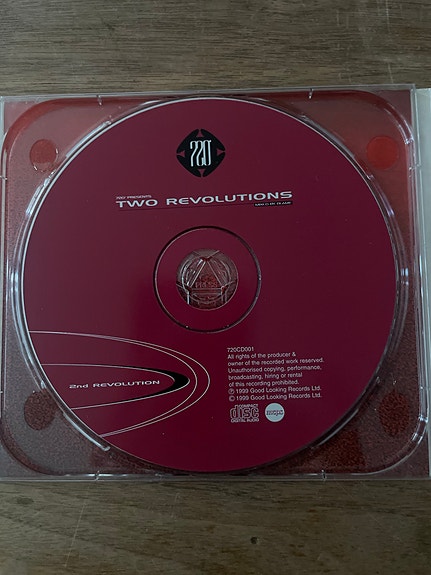 720
720° PRESENTS
TWO REVOLUTIONS
PRESS
720CD001
All rights of the producer &
owner of the recorded work reserved.
Unauthorised copying, performance,
broadcasting, hiring or rental
of this recording prohibited.
℗ 1999 Good Looking Records Ltd.
© 1999 Good Looking Records Ltd.
2nd REVOLUTION
COMPACT
disc
DIGITAL AUDIO